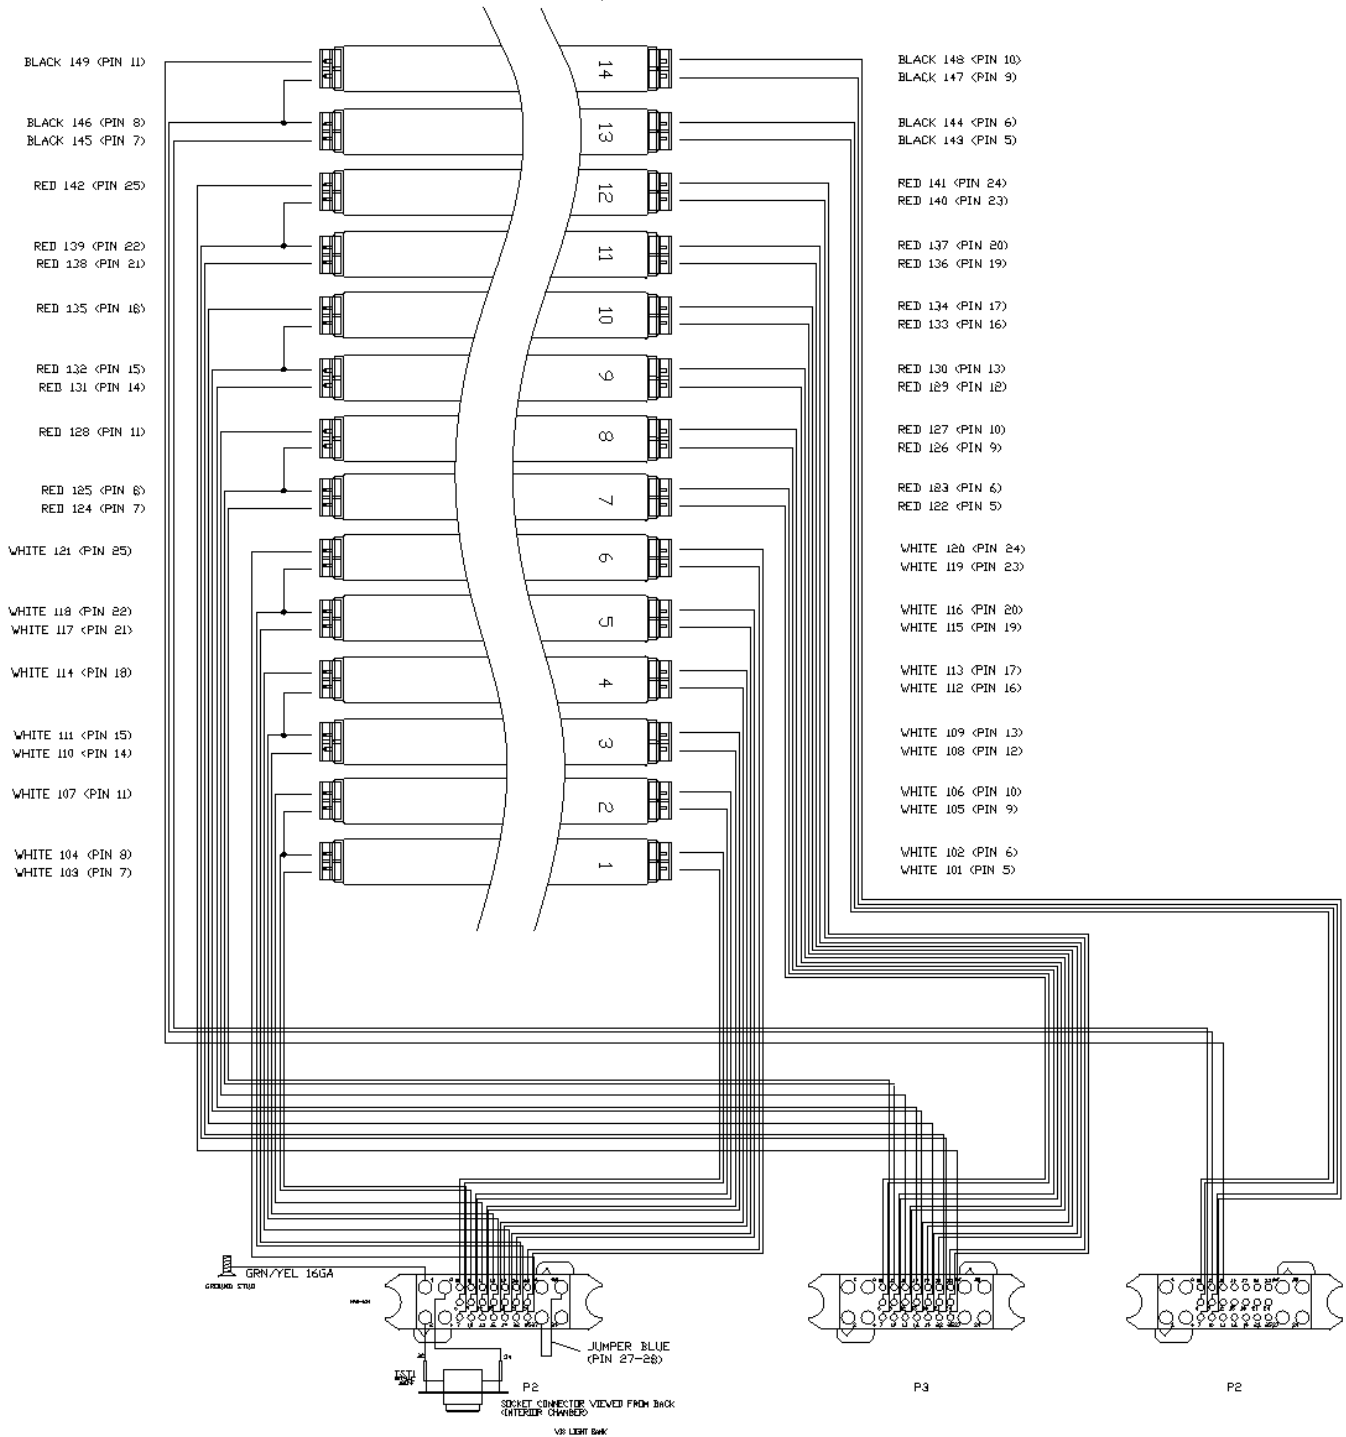 BLACK 149 (PIN 11)
BLACK 148 (PIN 10)
BLACK 147 (PIN 9)
14
BLACK 146 (PIN 8)
BLACK 145 (PIN 7)
BLACK 144 (PIN 6)
BLACK 143 (PIN 5)
13
RED 142 (PIN 25)
RED 141 (PIN 24)
RED 140 (PIN 23)
12
RED 139 (PIN 22)
RED 138 (PIN 21)
RED 137 (PIN 20)
RED 136 (PIN 19)
11
RED 135 (PIN 18)
RED 134 (PIN 17)
RED 133 (PIN 16)
10
RED 132 (PIN 15)
RED 131 (PIN 14)
RED 130 (PIN 13)
RED 129 (PIN 12)
9
RED 128 (PIN 11)
RED 127 (PIN 10)
RED 126 (PIN 9)
8
RED 125 (PIN 8)
RED 124 (PIN 7)
RED 123 (PIN 6)
RED 122 (PIN 5)
7
WHITE 121 (PIN 25)
WHITE 120 (PIN 24)
WHITE 119 (PIN 23)
6
WHITE 118 (PIN 22)
WHITE 117 (PIN 21)
WHITE 116 (PIN 20)
WHITE 115 (PIN 19)
5
WHITE 114 (PIN 18)
WHITE 113 (PIN 17)
WHITE 112 (PIN 16)
4
WHITE 111 (PIN 15)
WHITE 110 (PIN 14)
WHITE 109 (PIN 13)
WHITE 108 (PIN 12)
3
WHITE 107 (PIN 11)
WHITE 106 (PIN 10)
WHITE 105 (PIN 9)
2
WHITE 104 (PIN 8)
WHITE 103 (PIN 7)
WHITE 102 (PIN 6)
WHITE 101 (PIN 5)
1
GRN/YEL 16GA
GROUND STUD
JUMPER BLUE
(PIN 27-28)
TST1
P2
P3
P2
SOCKET CONNECTOR VIEWED FROM BACK
(INTERIOR CHAMBER)
LIGHT BANK